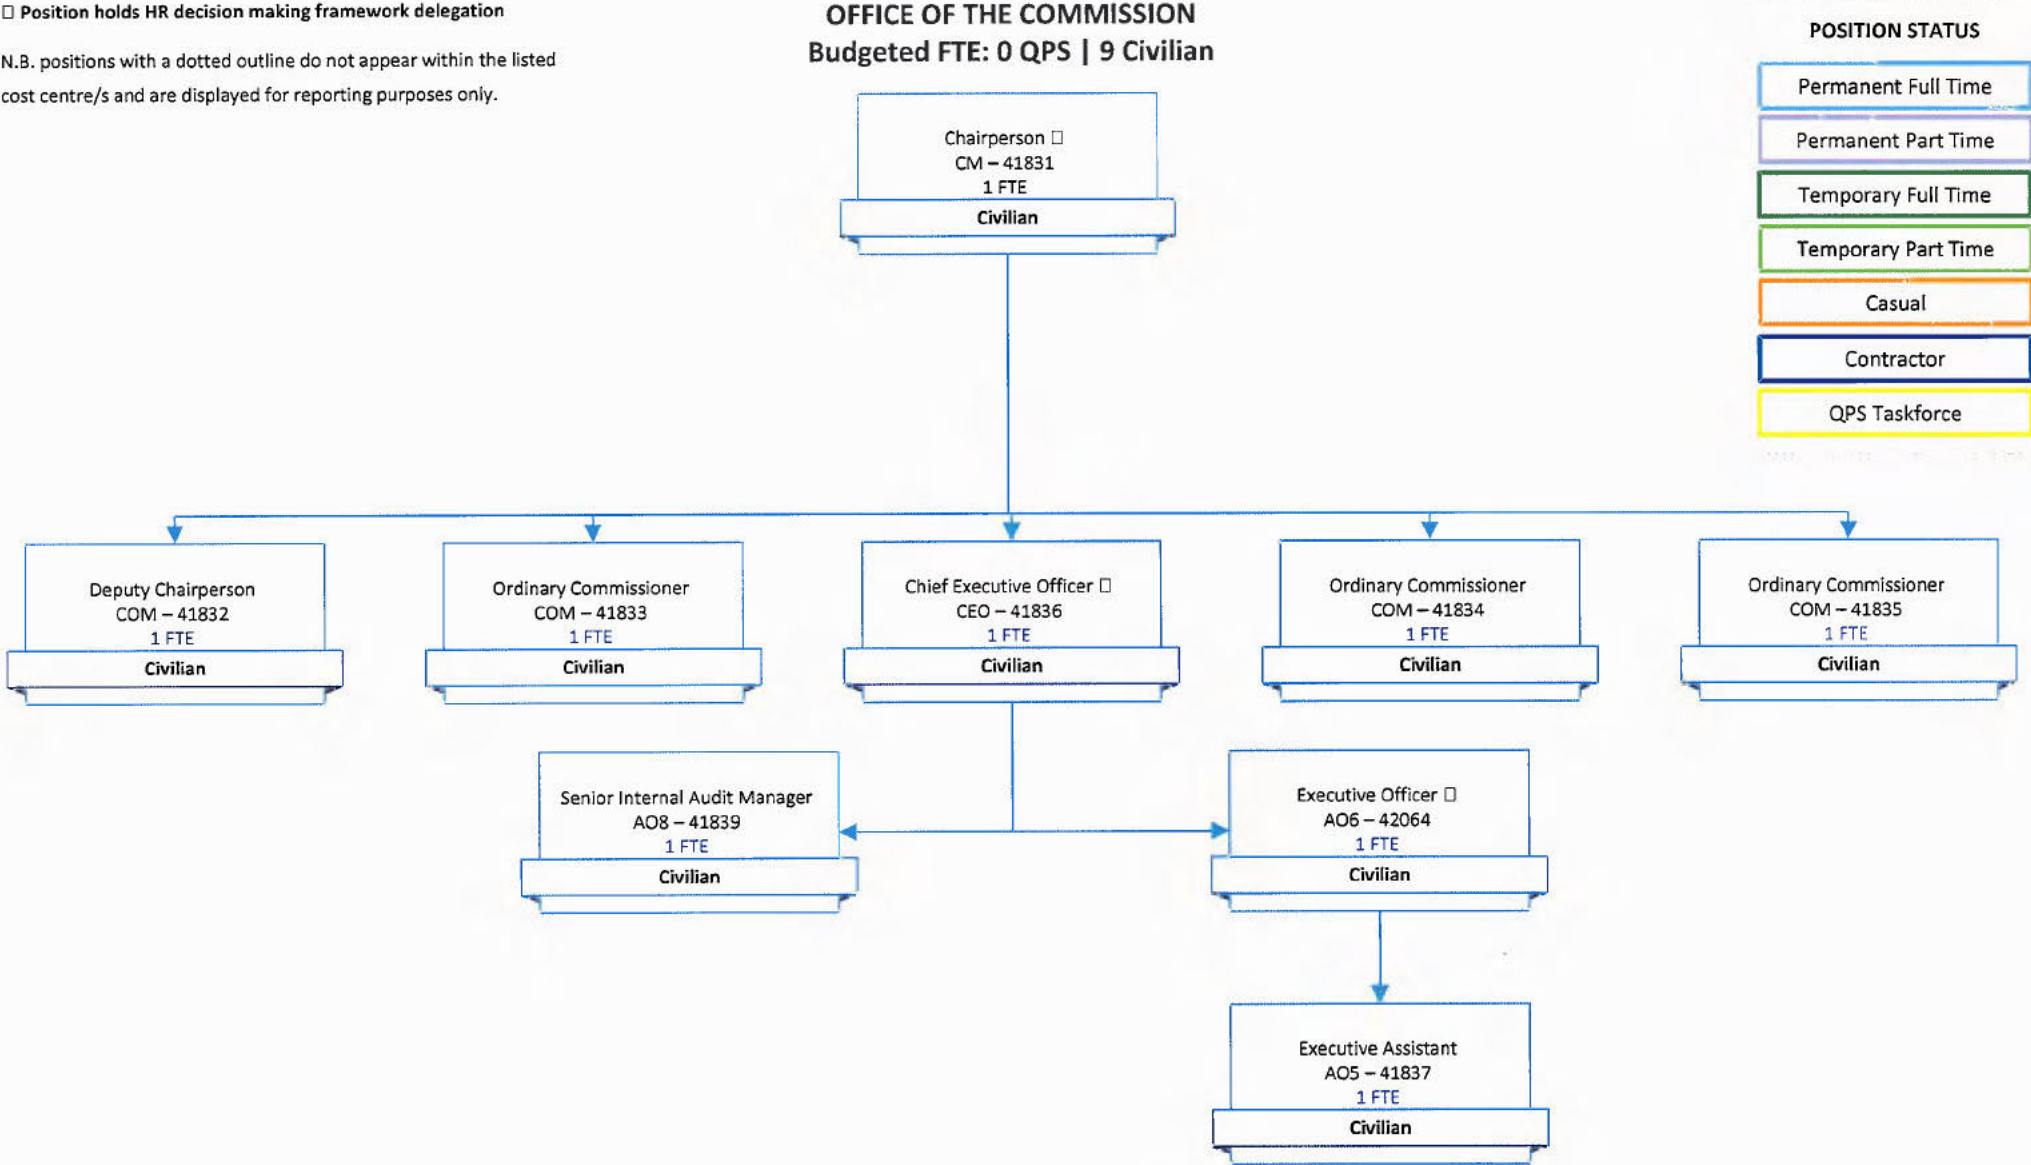 ☐ Position holds HR decision making framework delegation
N.B. positions with a dotted outline do not appear within the listed
cost centre/s and are displayed for reporting purposes only.
OFFICE OF THE COMMISSION
Budgeted FTE: 0 QPS | 9 Civilian
POSITION STATUS
Permanent Full Time
Permanent Part Time
Temporary Full Time
Temporary Part Time
Casual
Contractor
QPS Taskforce
Chairperson ☐
CM – 41831
1 FTE
Civilian
Deputy Chairperson
COM – 41832
1 FTE
Civilian
Ordinary Commissioner
COM – 41833
1 FTE
Civilian
Chief Executive Officer ☐
CEO – 41836
1 FTE
Civilian
Ordinary Commissioner
COM – 41834
1 FTE
Civilian
Ordinary Commissioner
COM – 41835
1 FTE
Civilian
Senior Internal Audit Manager
AO8 – 41839
1 FTE
Civilian
Executive Officer ☐
AO6 – 42064
1 FTE
Civilian
Executive Assistant
AO5 – 41837
1 FTE
Civilian